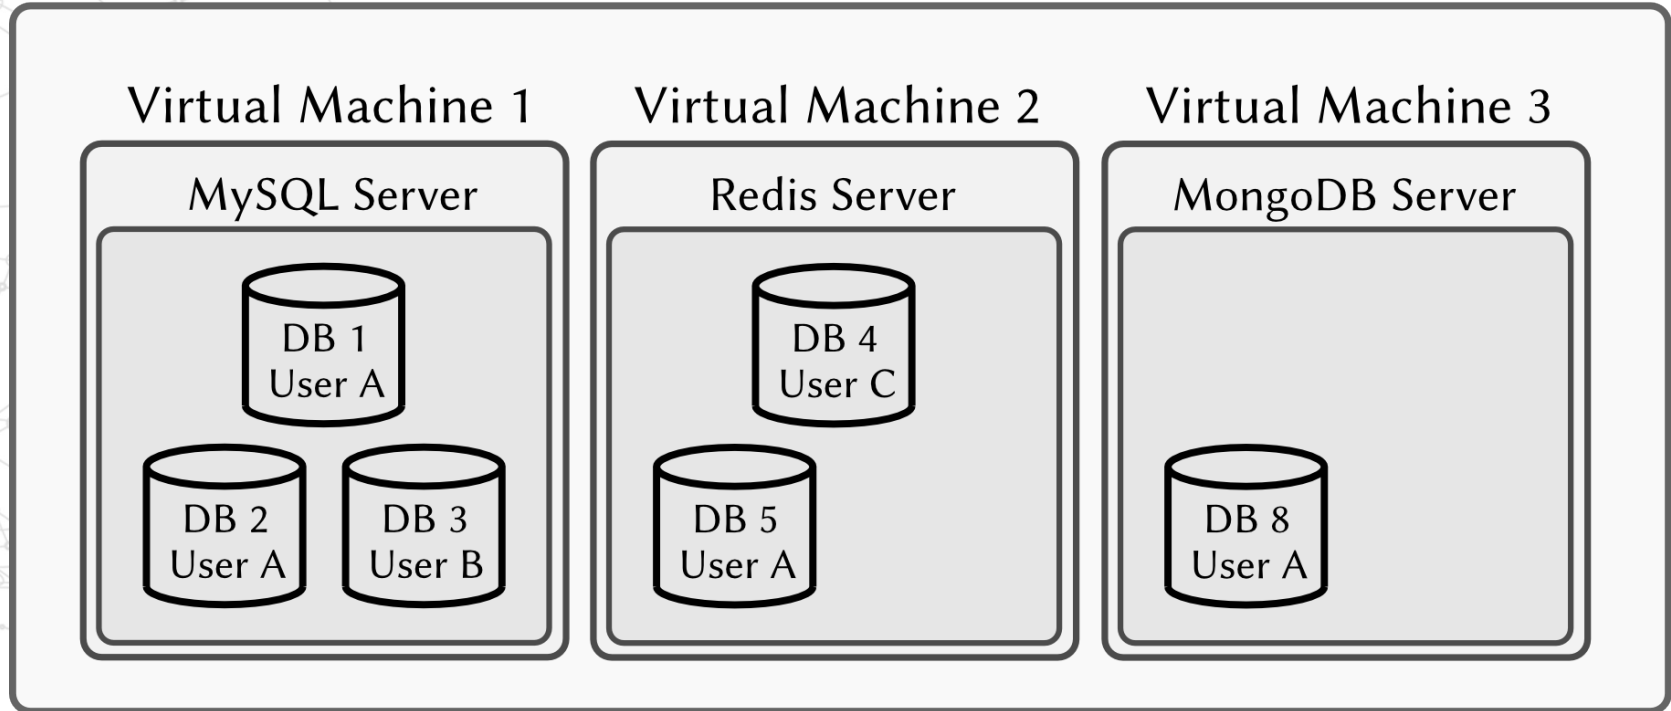 Virtual Machine 1
MySQL Server
DB 1
User A
DB 2
User A
DB 3
User B
Virtual Machine 2
Redis Server
DB 4
User C
DB 5
User A
Virtual Machine 3
MongoDB Server
DB 8
User A